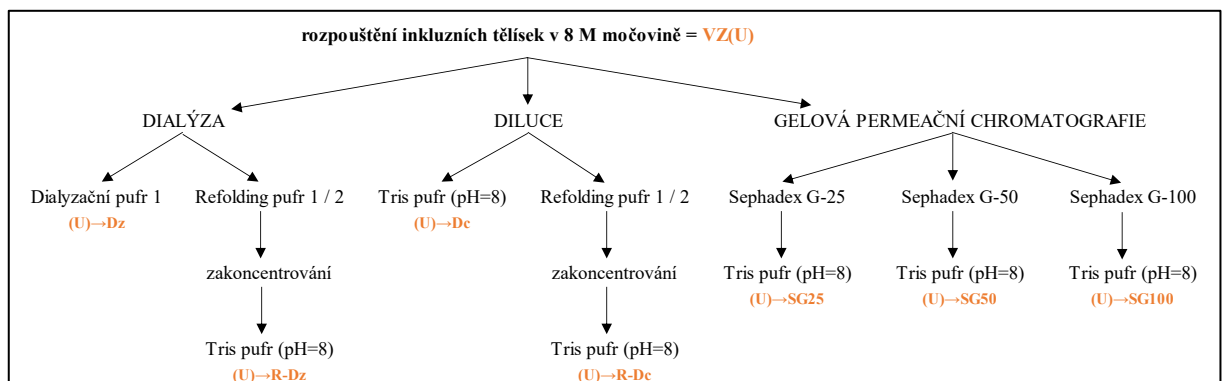 rozpouštění inkluzních tělísek v 8 M močovině = VZ(U)
DIALÝZA
DILUCE
GELOVÁ PERMEAČNÍ CHROMATOGRAFIE
Dialyzační pufr 1
(U)→Dz
Refolding pufr 1 / 2
Tris pufr (pH=8)
(U)→Dc
Refolding pufr 1 / 2
Sephadex G-25
Sephadex G-50
Sephadex G-100
zakoncentrování
zakoncentrování
Tris pufr (pH=8)
(U)→SG25
Tris pufr (pH=8)
(U)→SG50
Tris pufr (pH=8)
(U)→SG100
Tris pufr (pH=8)
(U)→R-Dz
Tris pufr (pH=8)
(U)→R-Dc